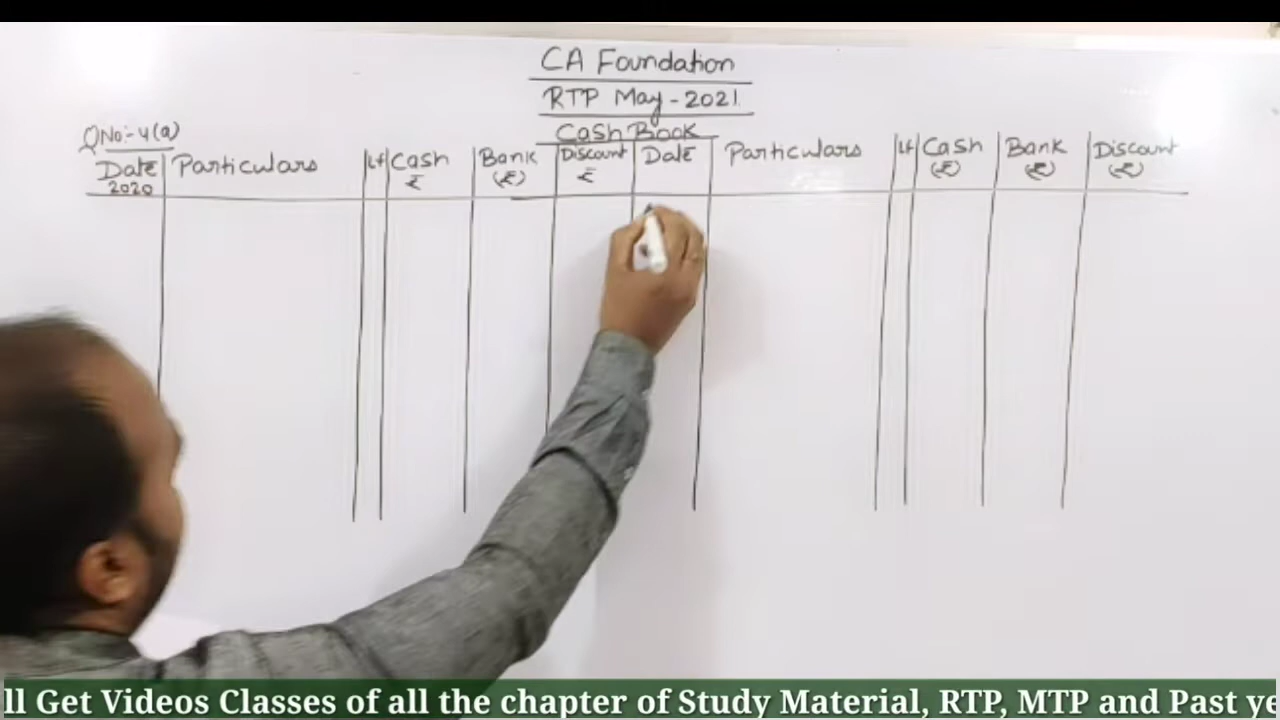 CA Foundation
RTP May-2021
Cash Book
QNo:-4(a)
Date Particulars Lf Cash Bank Discount Date Particulars Lf Cash Bank Discount
2020 ₹ (₹) ₹ (₹) (₹) (₹)
ll Get Videos Classes of all the chapter of Study Material, RTP, MTP and Past ye